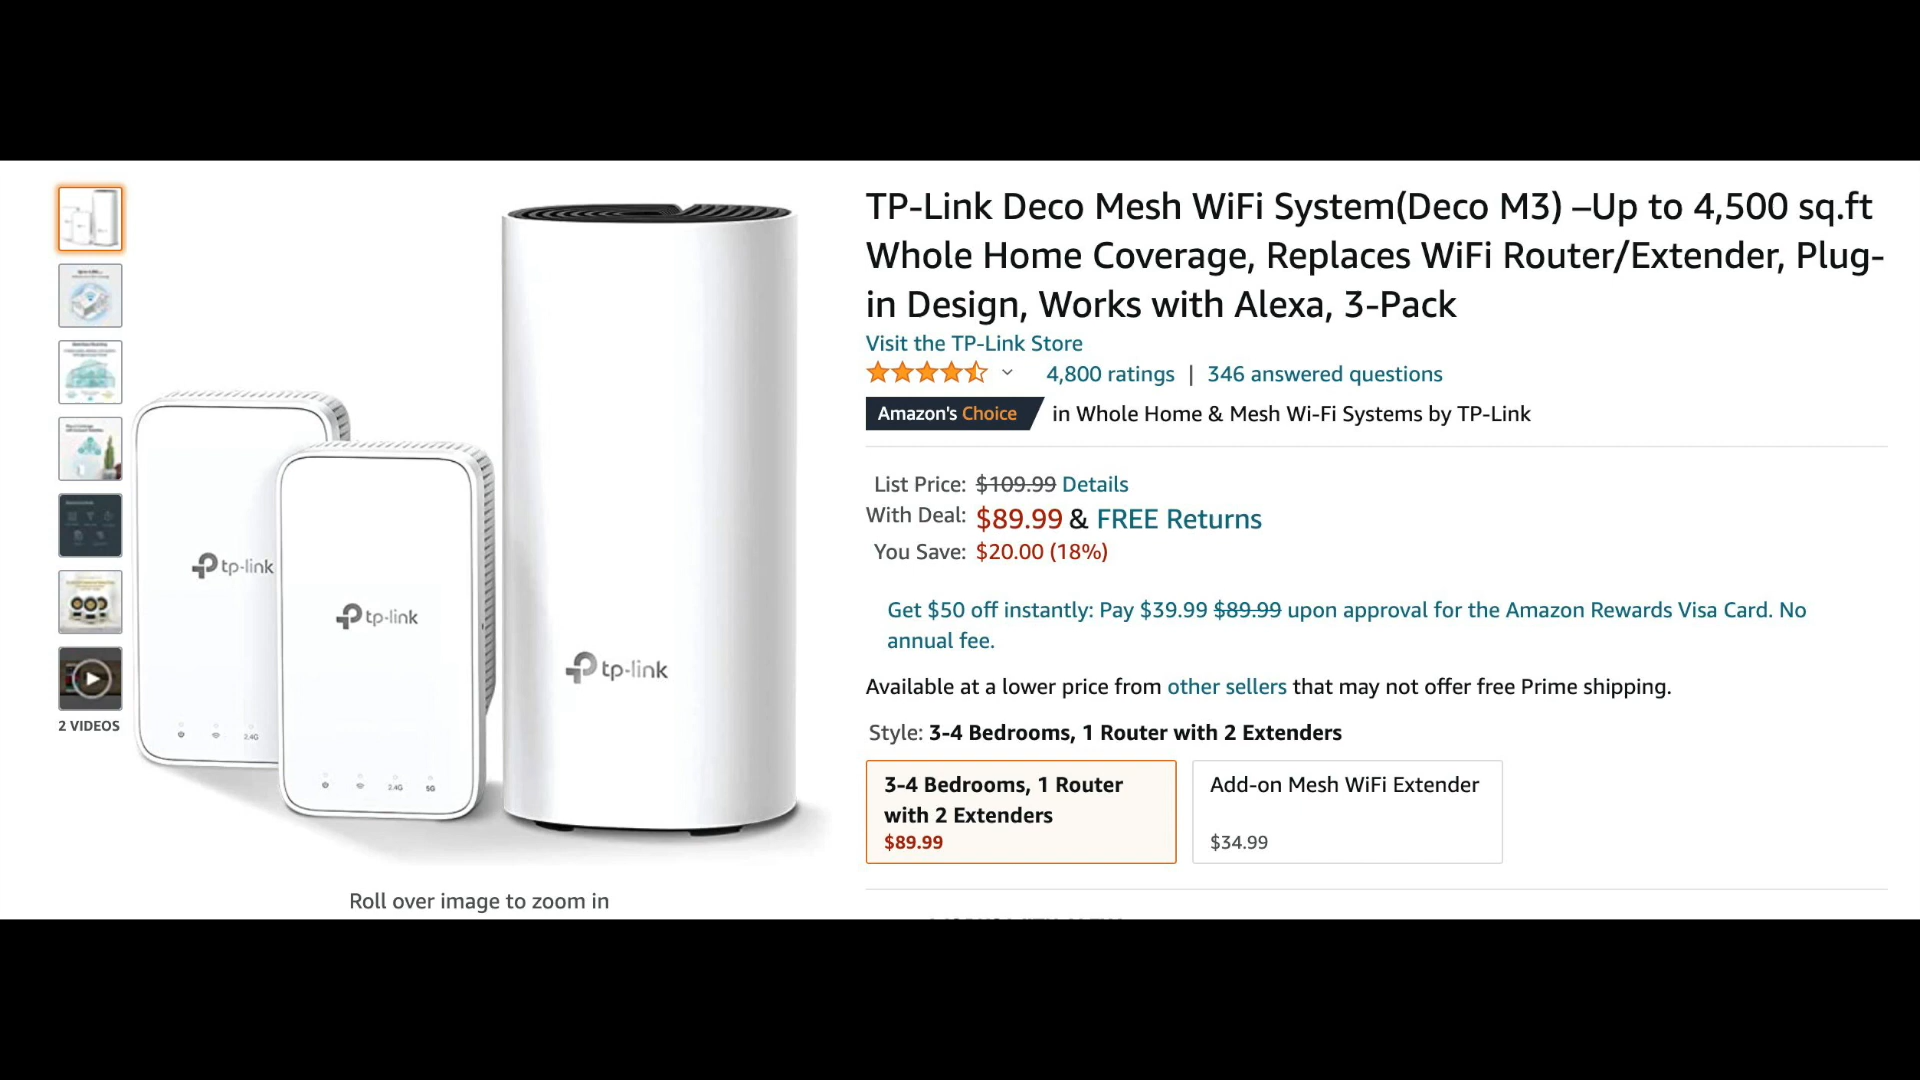 TP-Link Deco Mesh WiFi System(Deco M3) –Up to 4,500 sq.ft
Whole Home Coverage, Replaces WiFi Router/Extender, Plug-
in Design, Works with Alexa, 3-Pack
Visit the TP-Link Store
4,800 ratings | 346 answered questions
Amazon's Choice in Whole Home & Mesh Wi-Fi Systems by TP-Link
List Price: $109.99 Details
With Deal: $89.99 & FREE Returns
You Save: $20.00 (18%)
Get $50 off instantly: Pay $39.99 $89.99 upon approval for the Amazon Rewards Visa Card. No
annual fee.
Available at a lower price from other sellers that may not offer free Prime shipping.
Style: 3-4 Bedrooms, 1 Router with 2 Extenders
3-4 Bedrooms, 1 Router
with 2 Extenders
$89.99
Add-on Mesh WiFi Extender
$34.99
tp-link
2.4G
tp-link
2.4G
5G
tp-link
2 VIDEOS
Roll over image to zoom in